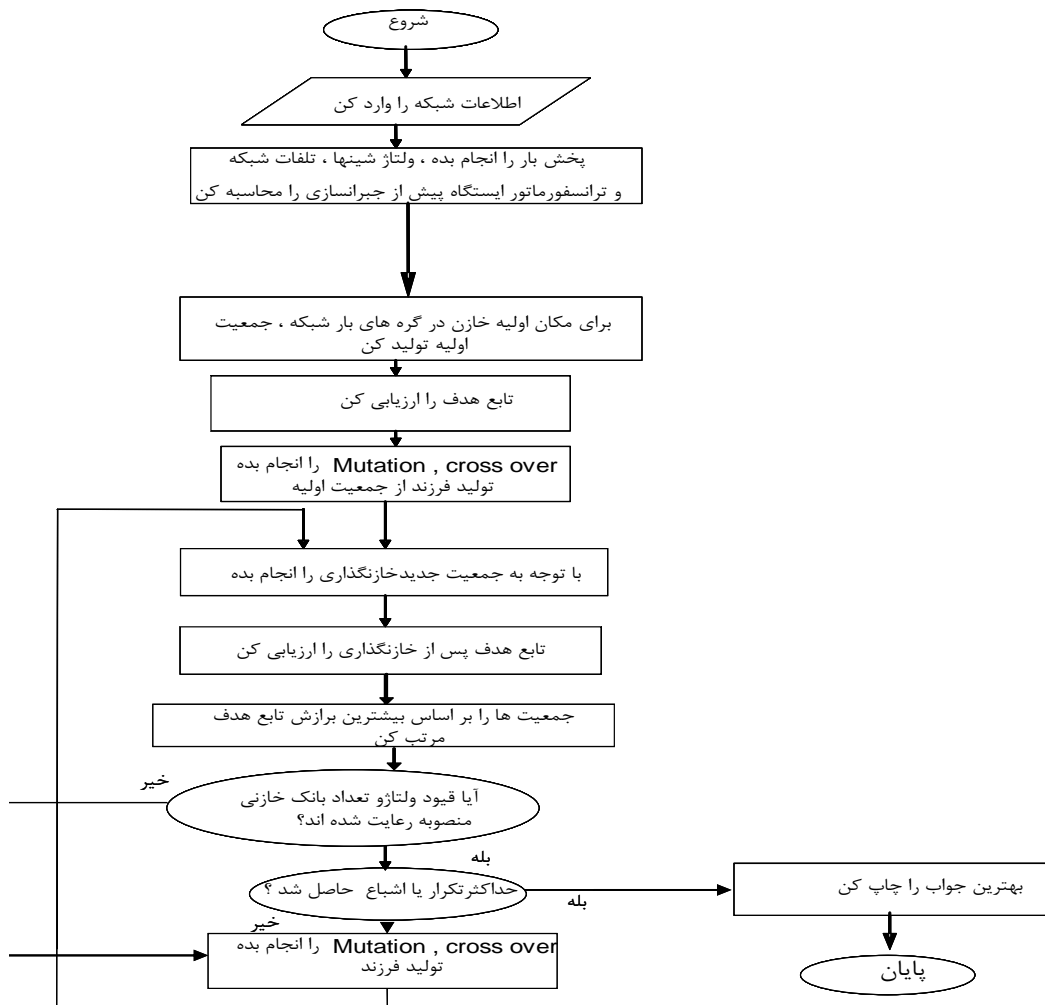 شروع
اطلاعات شبکه را وارد کن
پخش بار را انجام بده ، ولتاژ شینها ، تلفات شبکه
و ترانسفورماتور ایستگاه پیش از جبرانسازی را محاسبه کن
برای مکان اولیه خازن در گره های بار شبکه ، جمعیت
اولیه تولید کن
تابع هدف را ارزیابی کن
Mutation , cross over را انجام بده
تولید فرزند از جمعیت اولیه
با توجه به جمعیت جدیدخازنگذاری را انجام بده
تابع هدف پس از خازنگذاری را ارزیابی کن
جمعیت ها را بر اساس بیشترین برازش تابع هدف
مرتب کن
خیر
آیا قیود ولتاژو تعداد بانک خازنی
منصوبه رعایت شده اند؟
بله
حداکثرتکرار یا اشباع حاصل شد ؟
بله
بهترین جواب را چاپ کن
خیر
Mutation , cross over را انجام بده
تولید فرزند
پایان